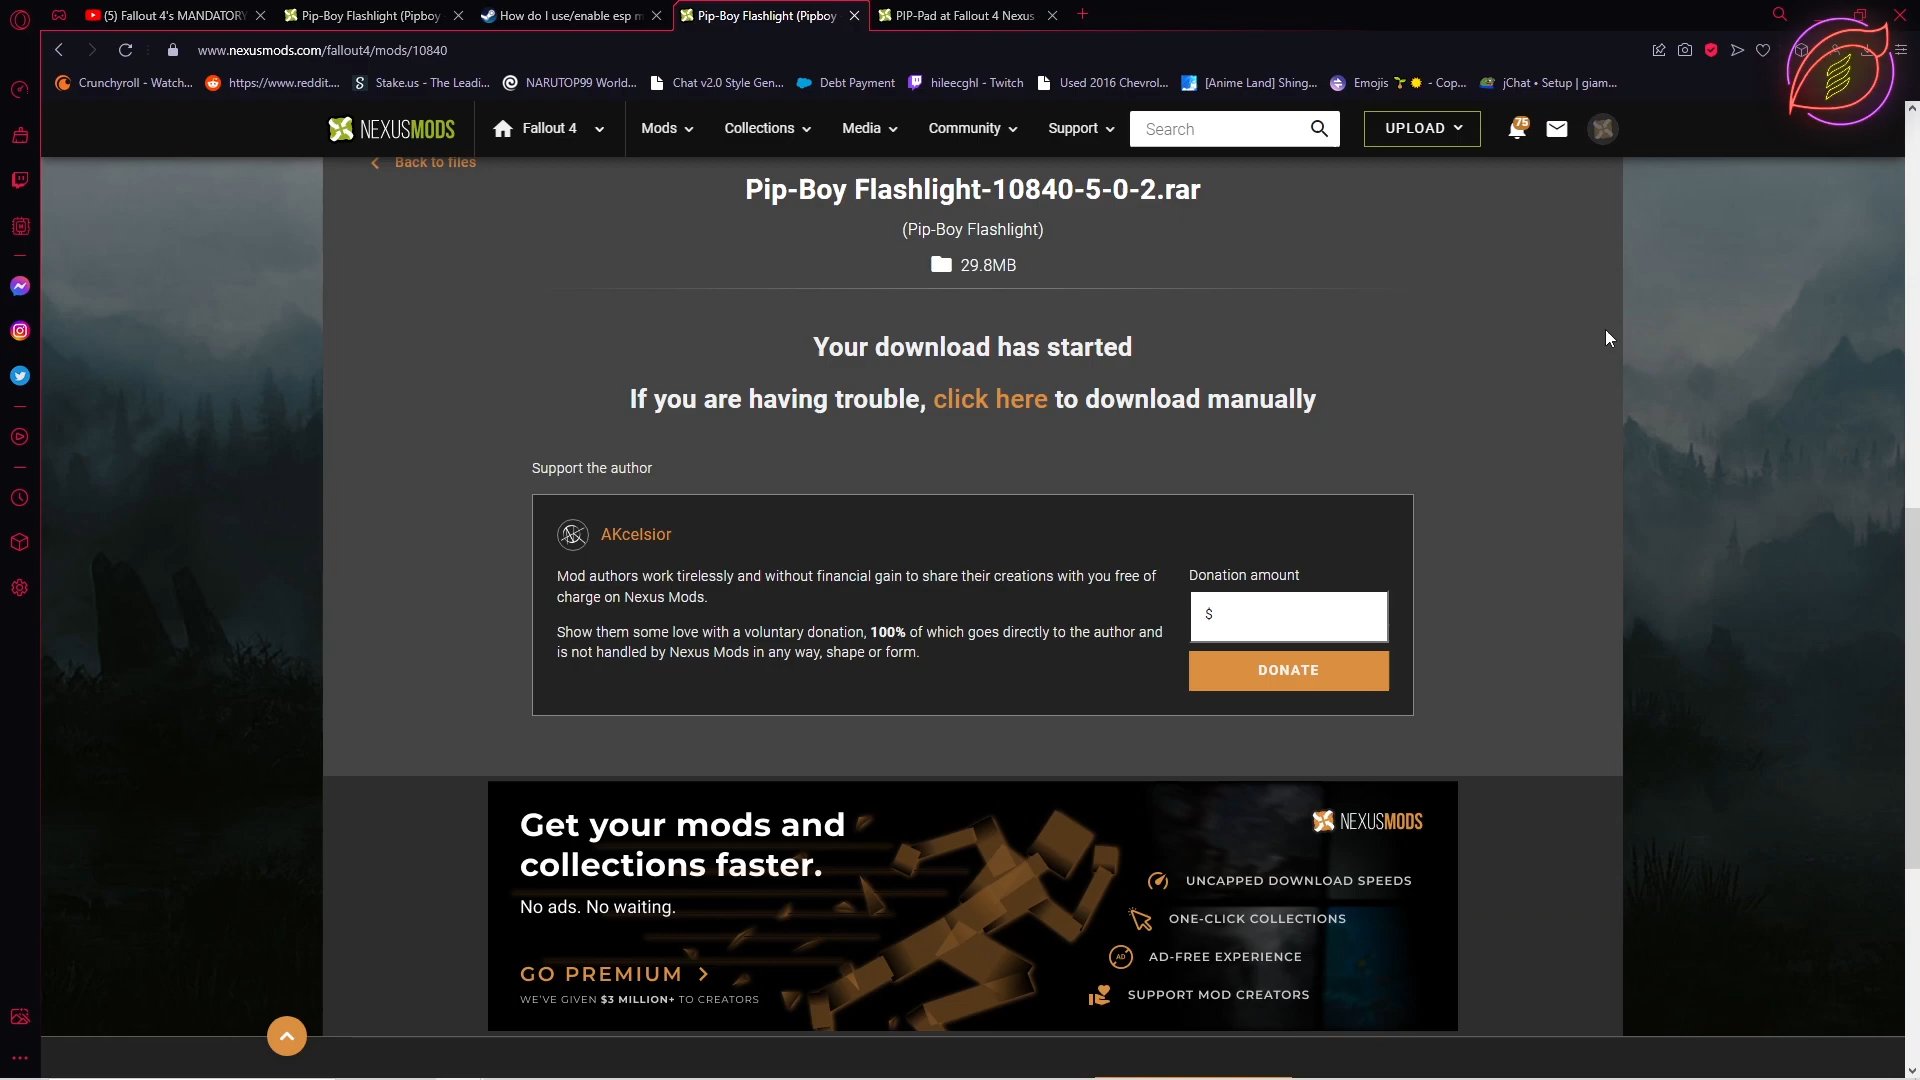 (5) Fallout 4's MANDATORY
Pip-Boy Flashlight (Pipboy
How do I use/enable esp m
Pip-Boy Flashlight (Pipboy
PIP-Pad at Fallout 4 Nexus
www.nexusmods.com/fallout4/mods/10840
Crunchyroll - Watch...
https://www.reddit....
Stake.us - The Leadi...
NARUTOP99 World...
Chat v2.0 Style Gen...
Debt Payment
hileecghl - Twitch
Used 2016 Chevrol...
[Anime Land] Shing...
Emojis - Cop...
jChat • Setup | giam...
NEXUSMODS
Fallout 4
Mods
Collections
Media
Community
Support
Search
UPLOAD
75
Back to files
Pip-Boy Flashlight-10840-5-0-2.rar
(Pip-Boy Flashlight)
29.8MB
Your download has started
If you are having trouble, click here to download manually
Support the author
AKcelsior
Mod authors work tirelessly and without financial gain to share their creations with you free of
charge on Nexus Mods.
Show them some love with a voluntary donation, 100% of which goes directly to the author and
is not handled by Nexus Mods in any way, shape or form.
Donation amount
$
DONATE
Get your mods and
collections faster.
No ads. No waiting.
GO PREMIUM
WE'VE GIVEN $3 MILLION+ TO CREATORS
NEXUSMODS
UNCAPPED DOWNLOAD SPEEDS
ONE-CLICK COLLECTIONS
AD
AD-FREE EXPERIENCE
SUPPORT MOD CREATORS